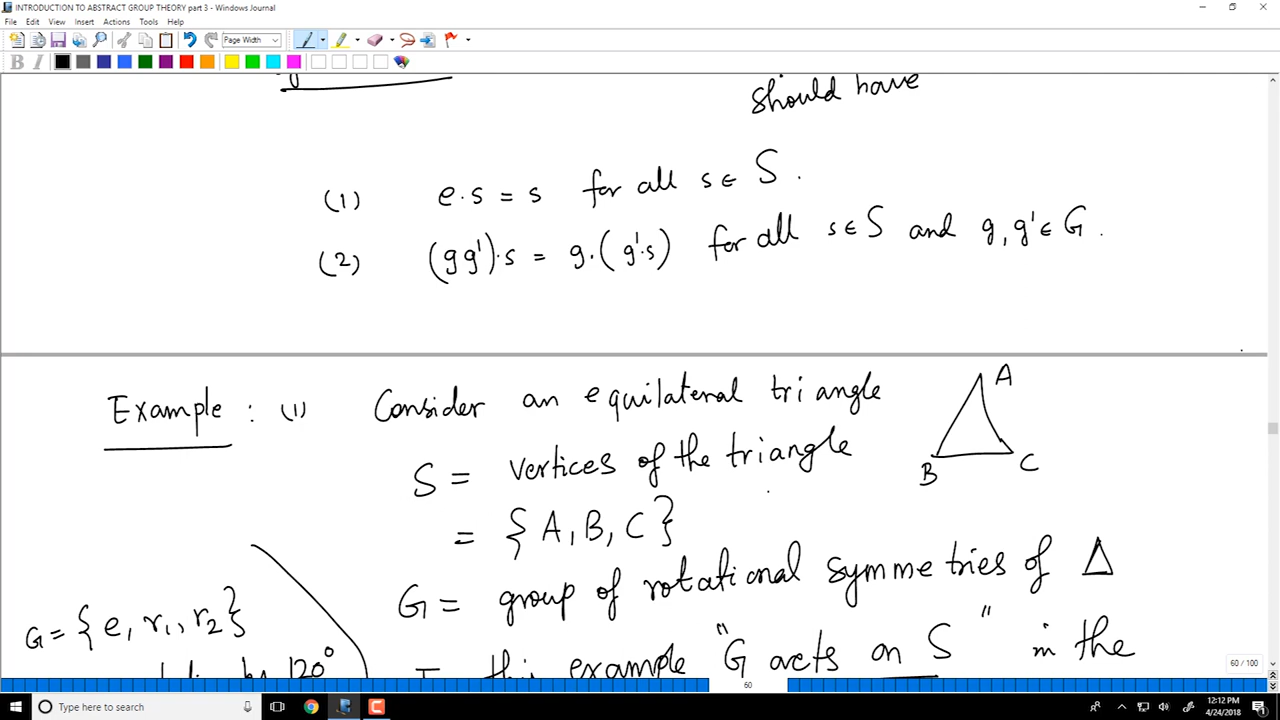 INTRODUCTION TO ABSTRACT GROUP THEORY part 3 - Windows Journal
File Edit View Insert Actions Tools Help
Page Width
B I
should have
(1) e·s = s for all s∈S.
(2) (gg')·s = g·(g'·s) for all s∈S and g, g'∈G.
Example: (1) Consider an equilateral triangle
A
S = vertices of the triangle
B C
= {A, B, C}
G = group of rotational symmetries of Δ
G = {e, r₁, r₂}
this example "G acts on S" in the
by 120°
60 / 100
60
Type here to search
12:12 PM
4/24/2018